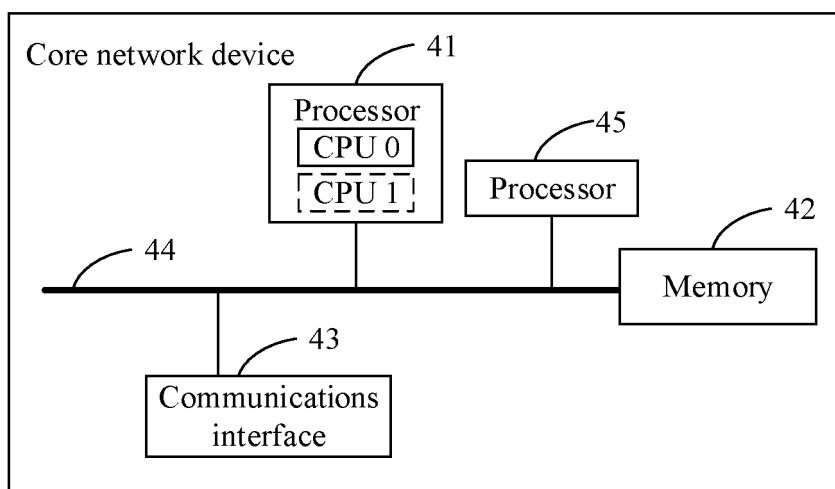 Core network device
41
Processor
CPU 0
CPU 1
45
Processor
42
Memory
44
43
Communications
interface